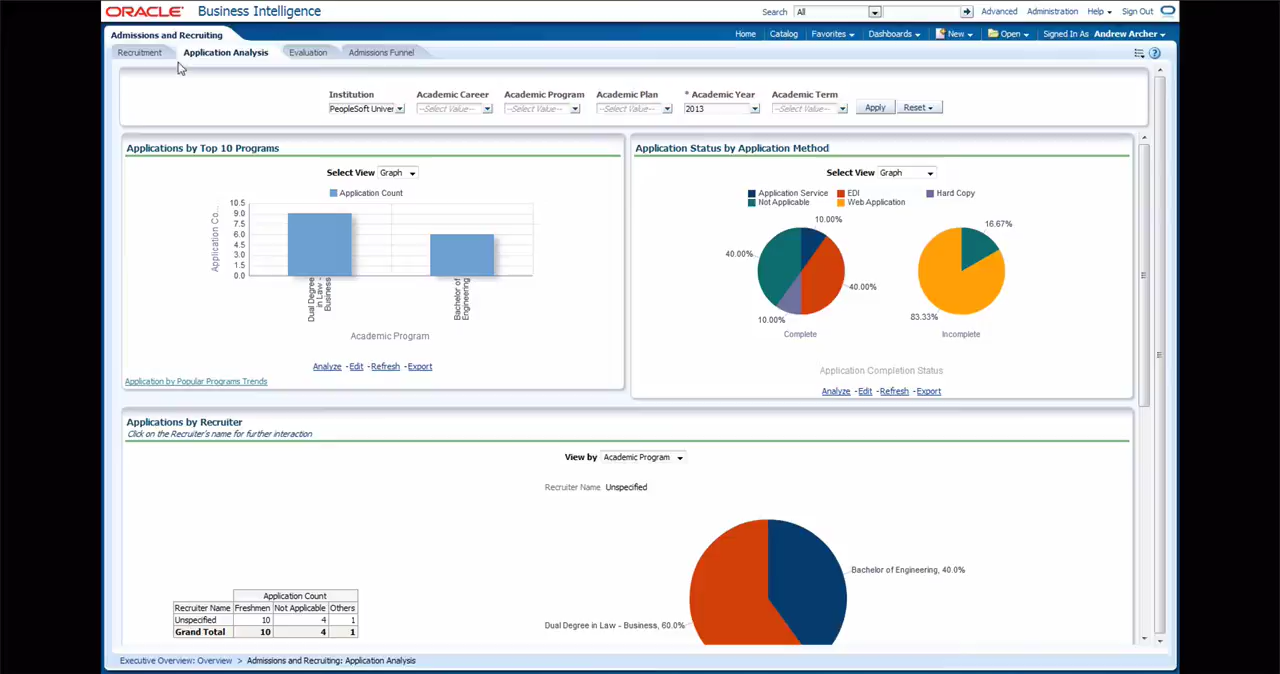 ORACLE Business Intelligence
Search All Advanced Administration Help Sign Out
Admissions and Recruiting
Home Catalog Favorites Dashboards New Open Signed In As Andrew Archer
Recruitment Application Analysis Evaluation Admissions Funnel
Institution Academic Career Academic Program Academic Plan * Academic Year Academic Term
PeopleSoft Univer --Select Value-- --Select Value-- --Select Value-- 2013 --Select Value-- Apply Reset
Applications by Top 10 Programs
Select View Graph
Application Count
Application Co...
10.5
9.0
7.5
6.0
4.5
3.0
1.5
0.0
Dual Degree
in Law -
Business
Bachelor of
Engineering
Academic Program
Analyze - Edit - Refresh - Export
Application by Popular Programs Trends
Application Status by Application Method
Select View Graph
Application Service EDI Hard Copy
Not Applicable Web Application
10.00%
40.00%
40.00%
10.00%
Complete
16.67%
83.33%
Incomplete
Application Completion Status
Analyze - Edit - Refresh - Export
Applications by Recruiter
Click on the Recruiter's name for further interaction
View by Academic Program
Recruiter Name Unspecified
Bachelor of Engineering, 40.0%
Dual Degree in Law - Business, 60.0%
Application Count
Recruiter Name Freshmen Not Applicable Others
Unspecified 10 4 1
Grand Total 10 4 1
Executive Overview: Overview > Admissions and Recruiting: Application Analysis